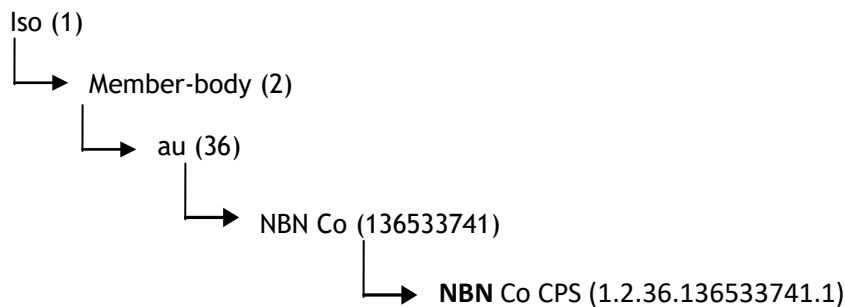 Iso (1)
Member-body (2)
au (36)
NBN Co (136533741)
NBN Co CPS (1.2.36.136533741.1)